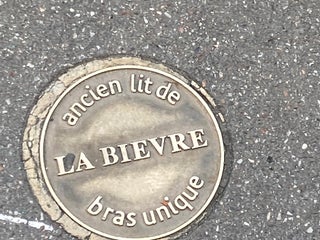 ancien lit de
LA BIEVRE
bras unique